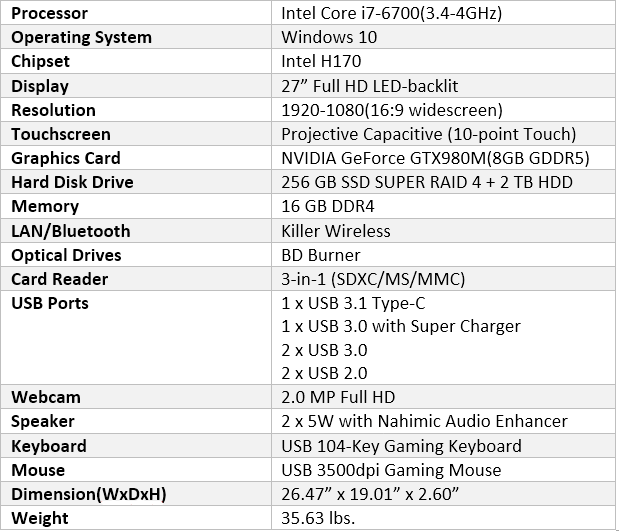 Processor Intel Core i7-6700(3.4-4GHz)
Operating System Windows 10
Chipset Intel H170
Display 27” Full HD LED-backlit
Resolution 1920-1080(16:9 widescreen)
Touchscreen Projective Capacitive (10-point Touch)
Graphics Card NVIDIA GeForce GTX980M(8GB GDDR5)
Hard Disk Drive 256 GB SSD SUPER RAID 4 + 2 TB HDD
Memory 16 GB DDR4
LAN/Bluetooth Killer Wireless
Optical Drives BD Burner
Card Reader 3-in-1 (SDXC/MS/MMC)
USB Ports 1 x USB 3.1 Type-C
1 x USB 3.0 with Super Charger
2 x USB 3.0
2 x USB 2.0
Webcam 2.0 MP Full HD
Speaker 2 x 5W with Nahimic Audio Enhancer
Keyboard USB 104-Key Gaming Keyboard
Mouse USB 3500dpi Gaming Mouse
Dimension(WxDxH) 26.47” x 19.01” x 2.60”
Weight 35.63 lbs.